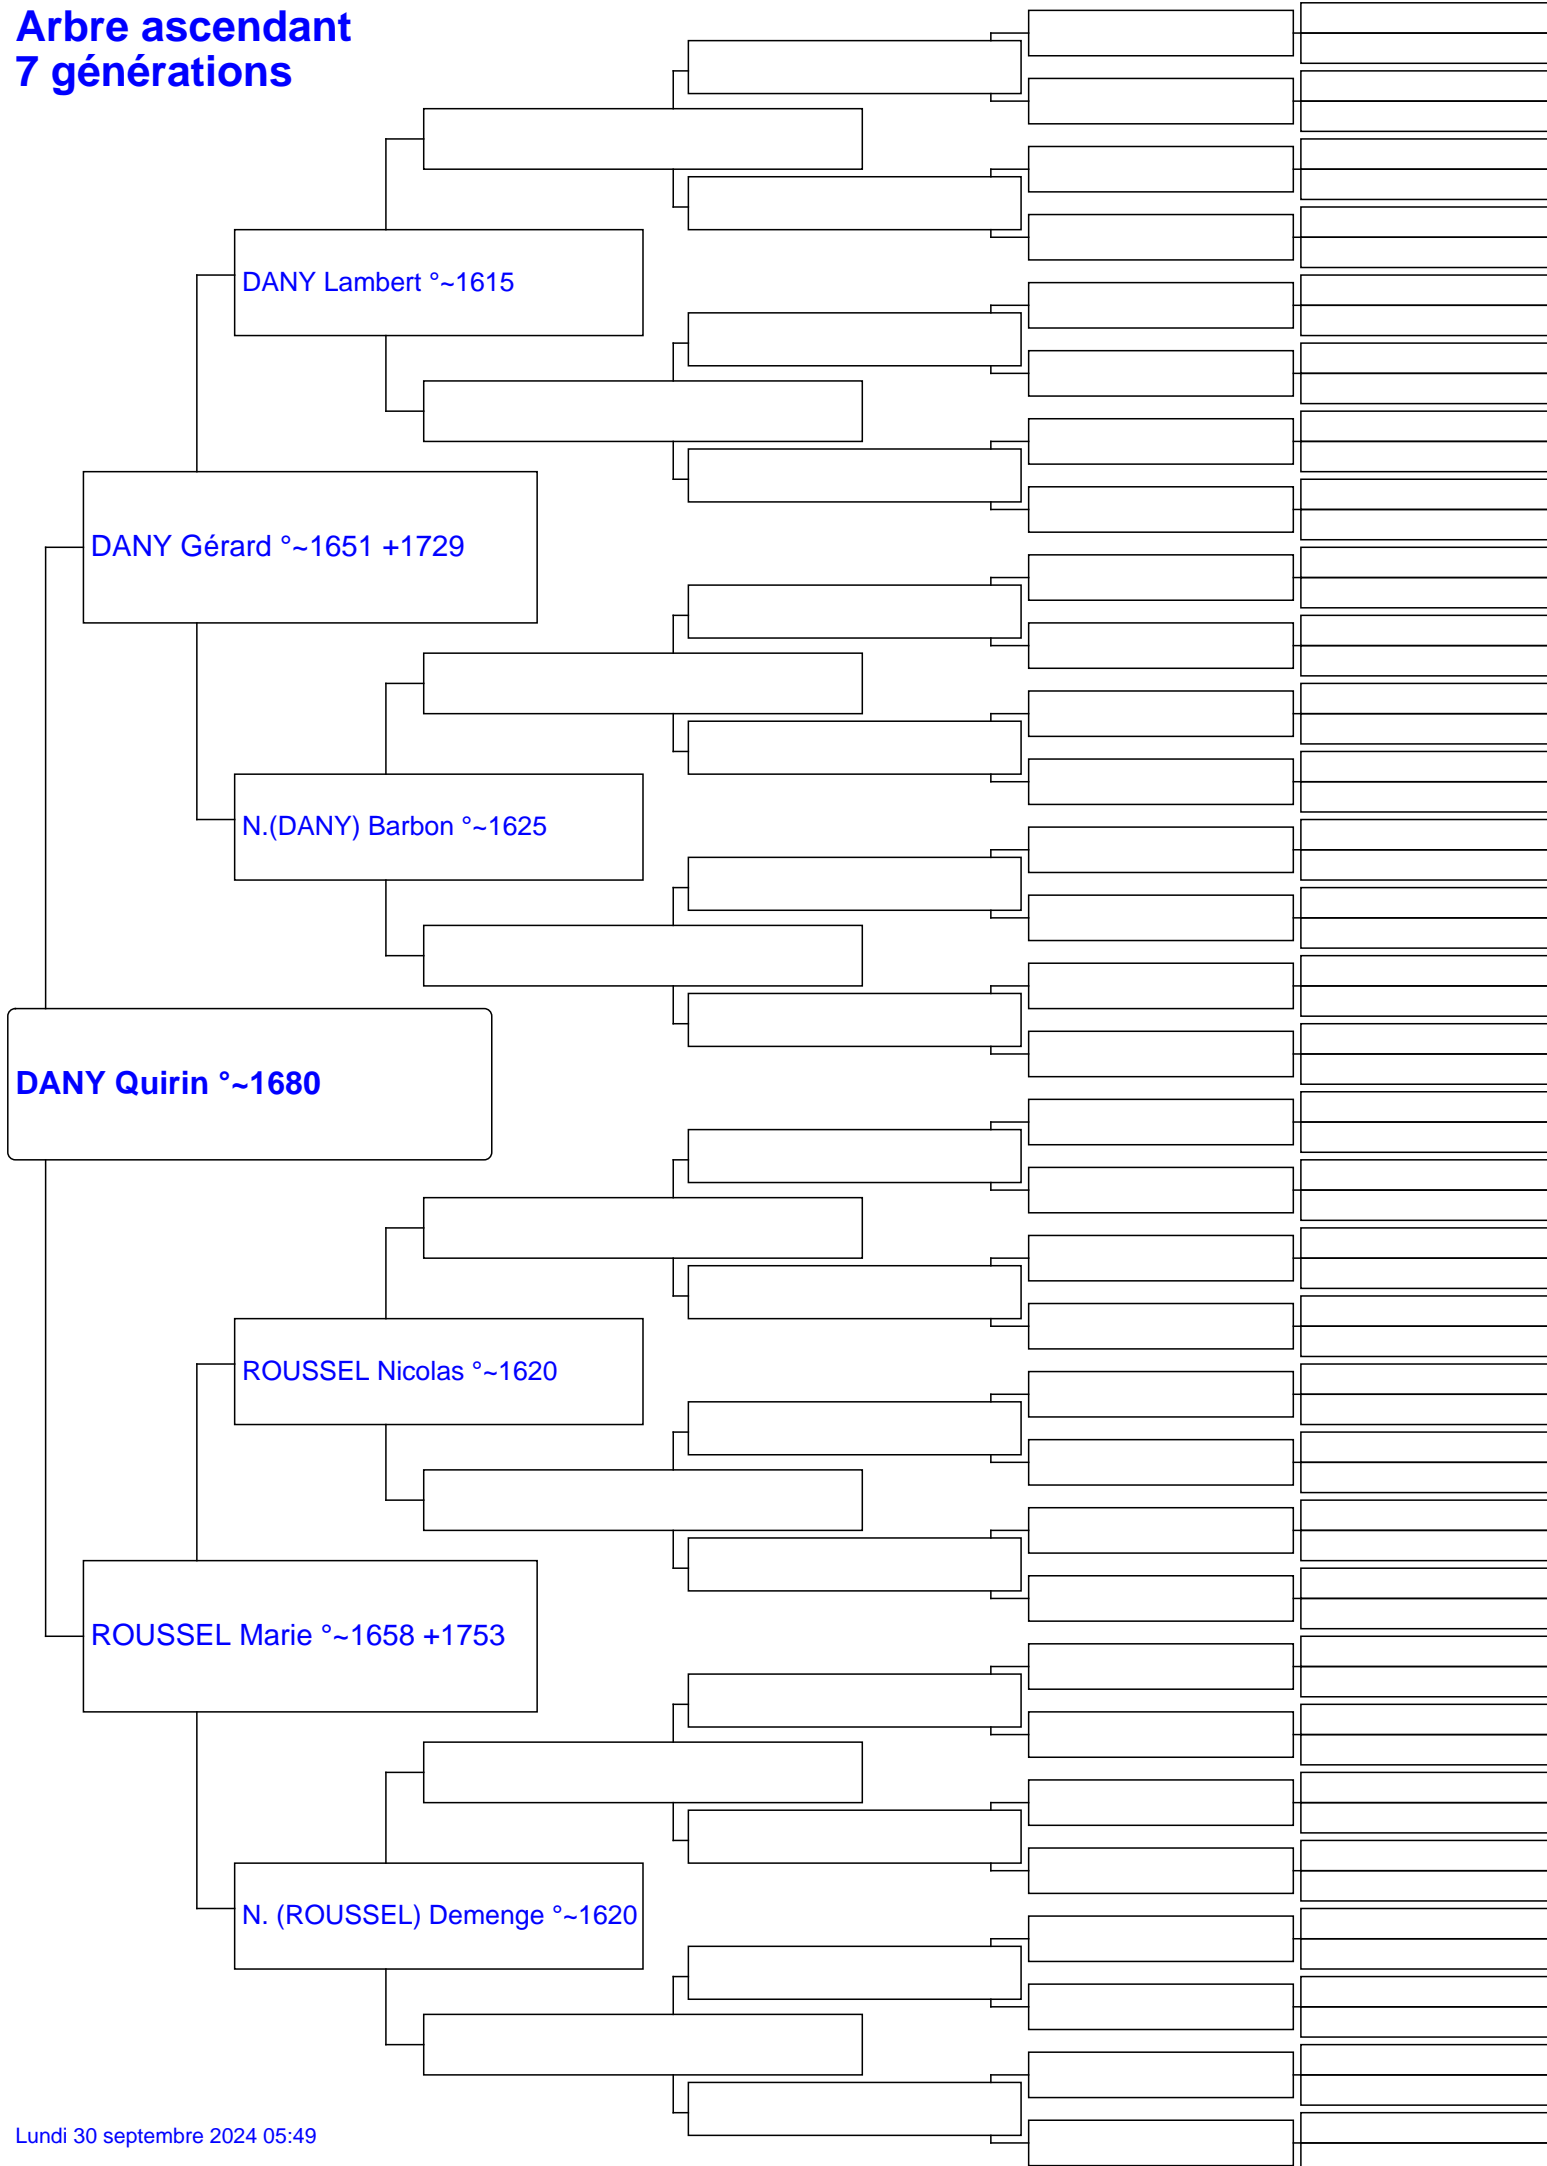 Arbre ascendant
7 générations
DANY Lambert °~1615
DANY Gérard °~1651 +1729
N.(DANY) Barbon °~1625
DANY Quirin °~1680
ROUSSEL Nicolas °~1620
ROUSSEL Marie °~1658 +1753
N. (ROUSSEL) Demenge °~1620
Lundi 30 septembre 2024 05:49